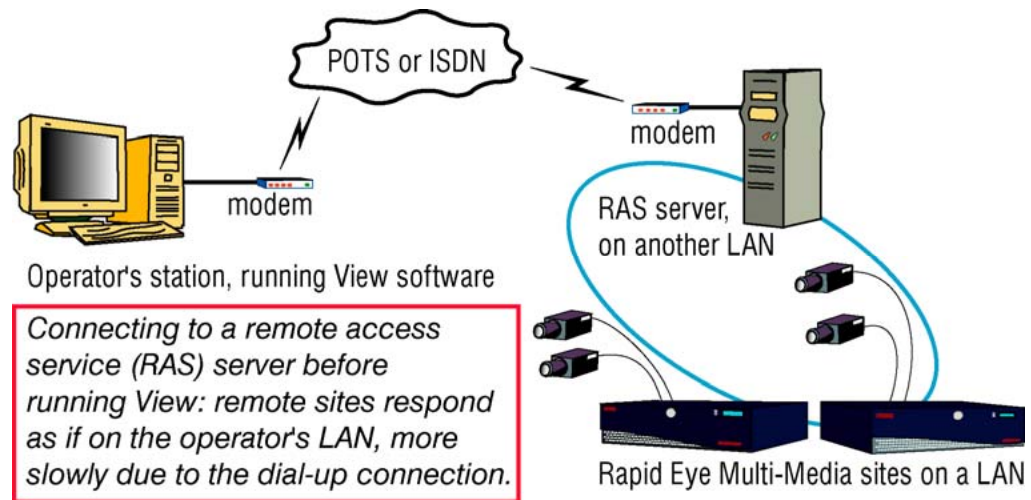 POTS or ISDN
modem
modem
RAS server,
on another LAN
Operator's station, running View software
Connecting to a remote access
service (RAS) server before
running View: remote sites respond
as if on the operator's LAN, more
slowly due to the dial-up connection.
Rapid Eye Multi-Media sites on a LAN